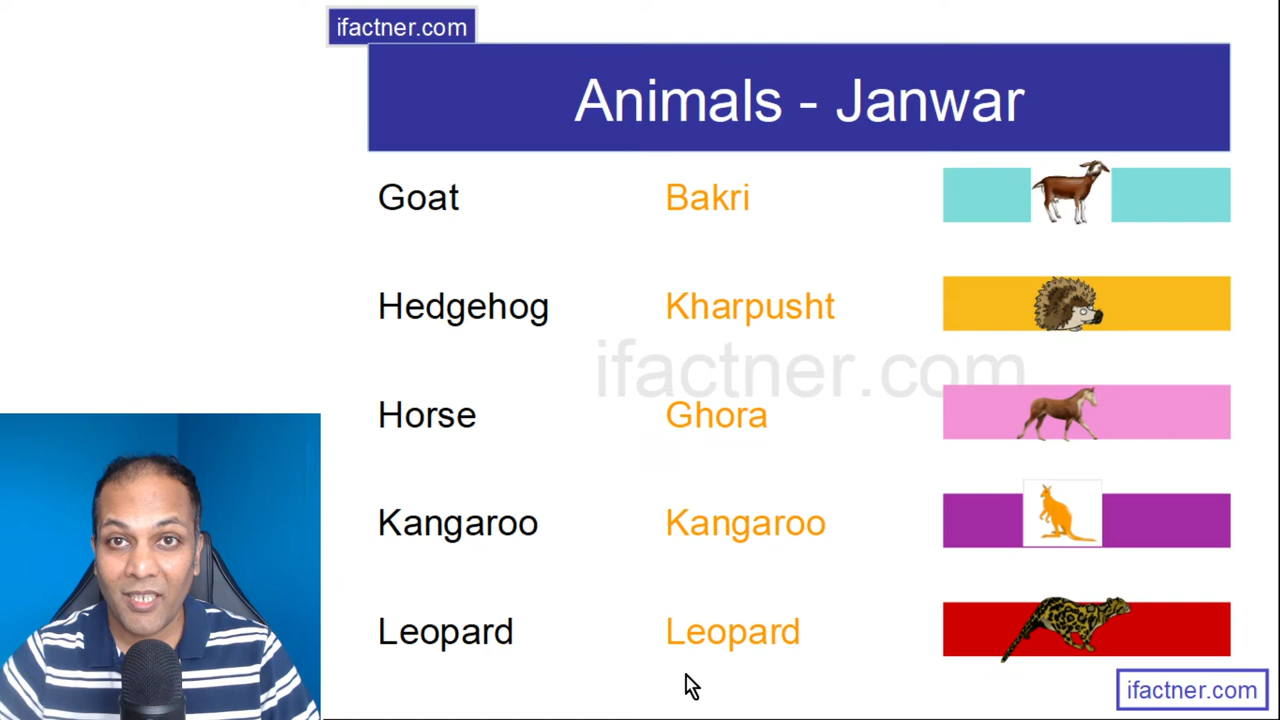 ifactner.com
Animals - Janwar
Goat Bakri
Hedgehog Kharpusht
ifactner.com
Horse Ghora
Kangaroo Kangaroo
Leopard Leopard
ifactner.com